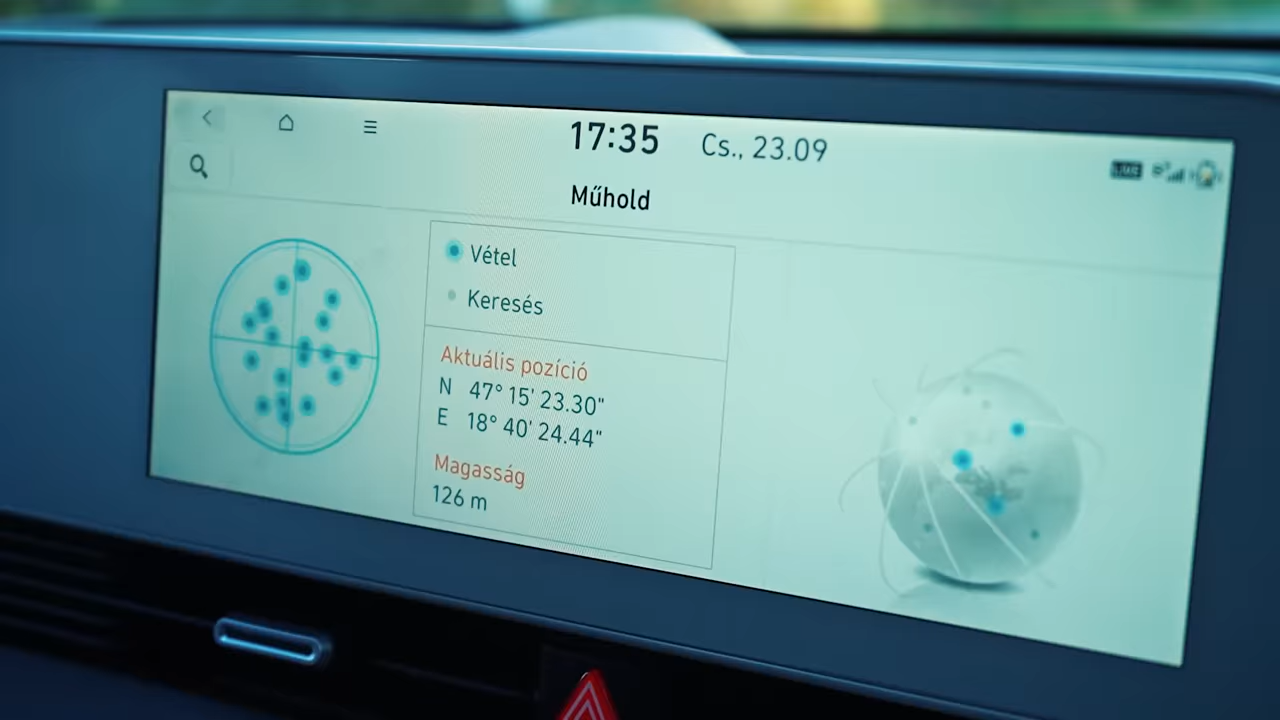 17:35 Cs., 23.09
Műhold
Vétel
Keresés
Aktuális pozíció
N 47° 15' 23.30"
E 18° 40' 24.44"
Magasság
126 m